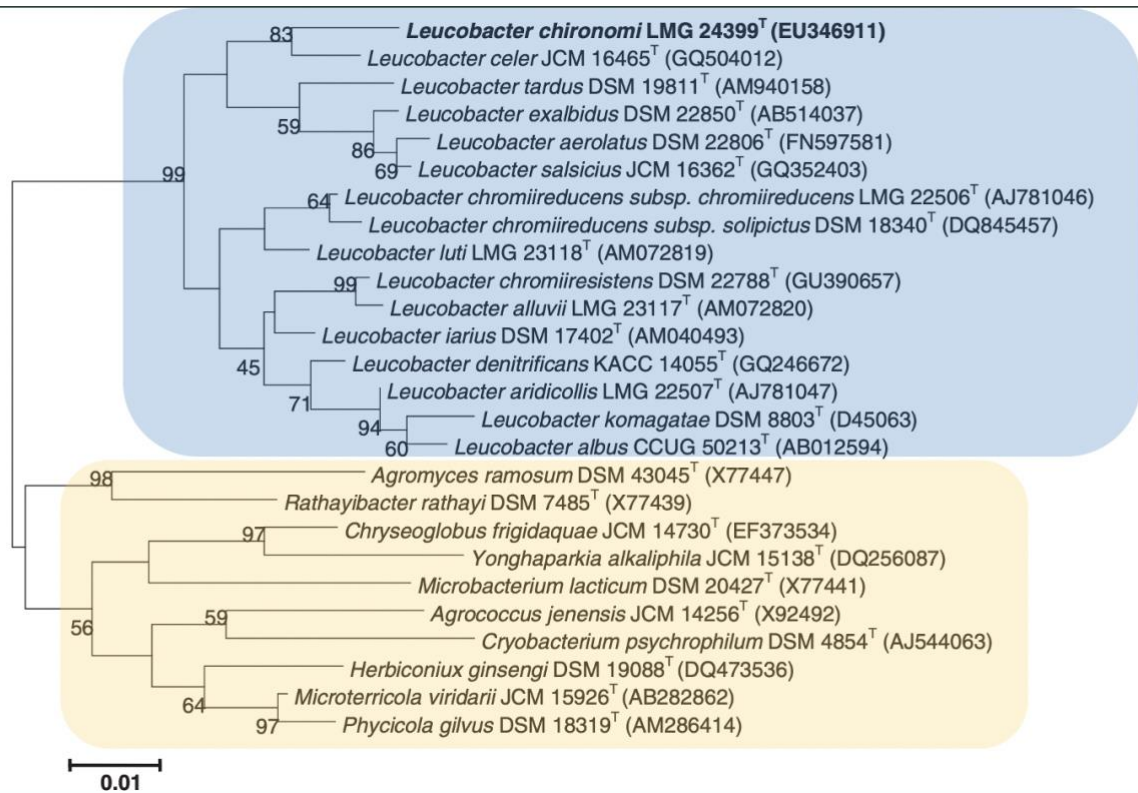 83 Leucobacter chironomi LMG 24399T (EU346911)
Leucobacter celer JCM 16465T (GQ504012)
Leucobacter tardus DSM 19811T (AM940158)
Leucobacter exalbidus DSM 22850T (AB514037)
59
Leucobacter aerolatus DSM 22806T (FN597581)
86
Leucobacter salsicius JCM 16362T (GQ352403)
69
99
Leucobacter chromiireducens subsp. chromiireducens LMG 22506T (AJ781046)
64
Leucobacter chromiireducens subsp. solipictus DSM 18340T (DQ845457)
Leucobacter luti LMG 23118T (AM072819)
Leucobacter chromiiresistens DSM 22788T (GU390657)
99
Leucobacter alluvii LMG 23117T (AM072820)
Leucobacter iarius DSM 17402T (AM040493)
45
Leucobacter denitrificans KACC 14055T (GQ246672)
Leucobacter aridicollis LMG 22507T (AJ781047)
71
Leucobacter komagatae DSM 8803T (D45063)
94
Leucobacter albus CCUG 50213T (AB012594)
60
98 Agromyces ramosum DSM 43045T (X77447)
Rathayibacter rathayi DSM 7485T (X77439)
Chryseoglobus frigidaquae JCM 14730T (EF373534)
97
Yonghaparkia alkaliphila JCM 15138T (DQ256087)
Microbacterium lacticum DSM 20427T (X77441)
Agrococcus jenensis JCM 14256T (X92492)
59
56
Cryobacterium psychrophilum DSM 4854T (AJ544063)
Herbiconiux ginsengi DSM 19088T (DQ473536)
Microterricola viridarii JCM 15926T (AB282862)
64
Phycicola gilvus DSM 18319T (AM286414)
97
0.01